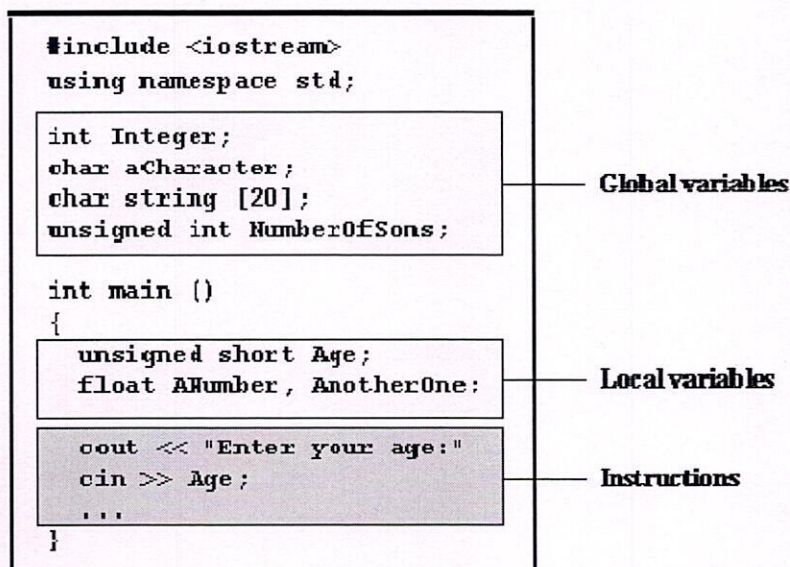 #include <iostream>
using namespace std;
int Integer;
char aCharacter;
char string [20];
unsigned int NumberOfSons;
Global variables
int main ()
{
unsigned short Age;
float ANumber, AnotherOne:
Local variables
cout << "Enter your age:"
cin >> Age;
...
Instructions
}